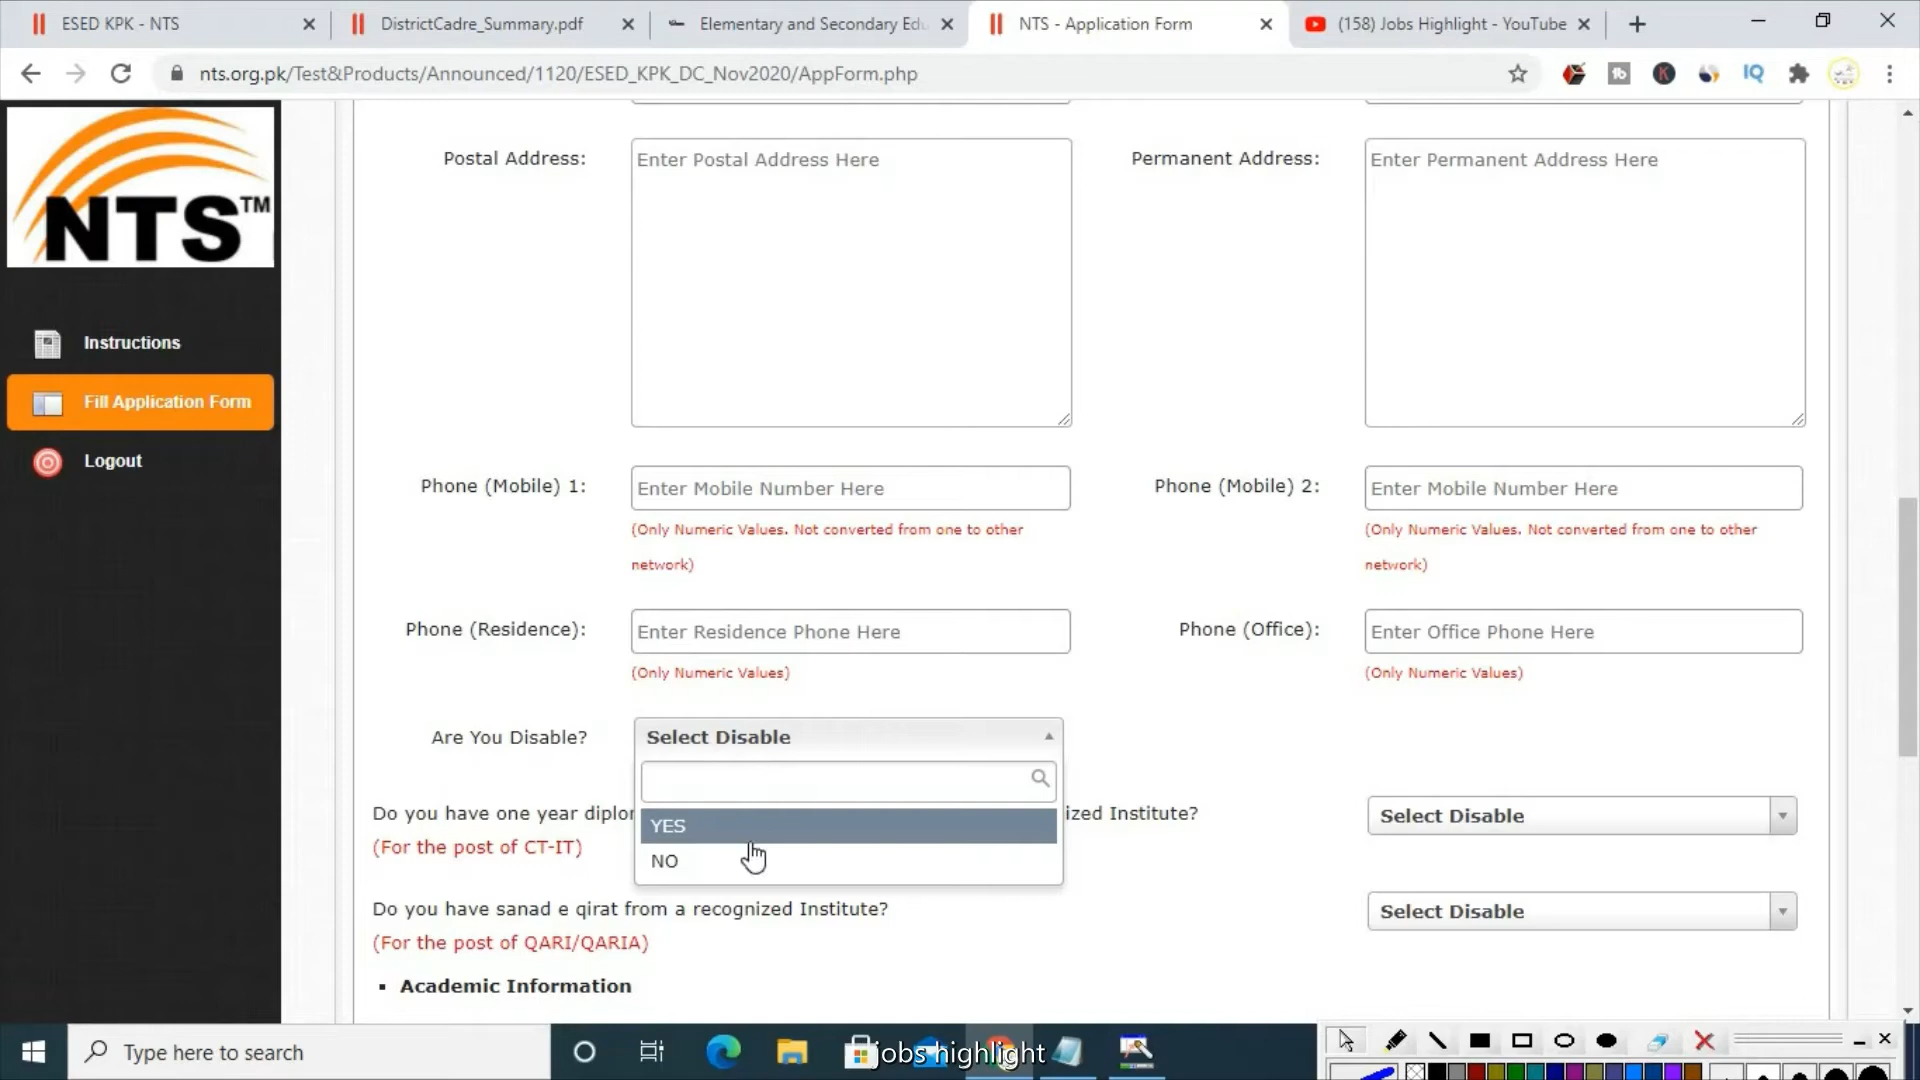 ESED KPK - NTS
DistrictCadre_Summary.pdf
Elementary and Secondary Edu
NTS - Application Form
(158) Jobs Highlight - YouTube
nts.org.pk/Test&Products/Announced/1120/ESED_KPK_DC_Nov2020/AppForm.php
tb
K
IQ
NTS™
Instructions
Fill Application Form
Logout
Postal Address:
Enter Postal Address Here
Permanent Address:
Enter Permanent Address Here
Phone (Mobile) 1:
Enter Mobile Number Here
(Only Numeric Values. Not converted from one to other
network)
Phone (Mobile) 2:
Enter Mobile Number Here
(Only Numeric Values. Not converted from one to other
network)
Phone (Residence):
Enter Residence Phone Here
(Only Numeric Values)
Phone (Office):
Enter Office Phone Here
(Only Numeric Values)
Are You Disable?
Select Disable
YES
NO
Do you have one year diplom ized Institute?
Select Disable
(For the post of CT-IT)
Do you have sanad e qirat from a recognized Institute?
Select Disable
(For the post of QARI/QARIA)
Academic Information
Type here to search
jobs highlight